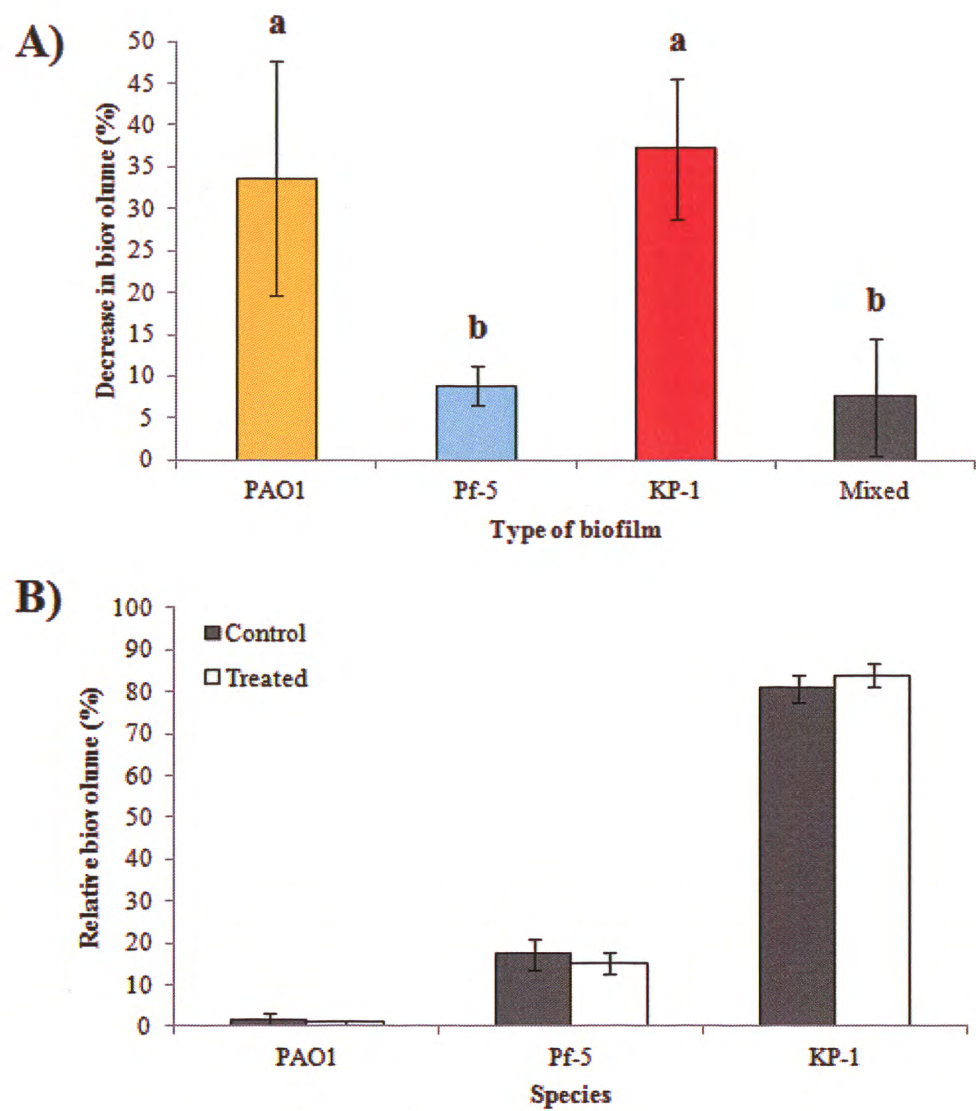 A)
Decrease in biovolume (%)
50
45
40
35
30
25
20
15
10
5
0
a
b
a
b
PAO1 Pf-5 KP-1 Mixed
Type of biofilm
B)
Relative biovolume (%)
100
90
80
70
60
50
40
30
20
10
0
Control
Treated
PAO1 Pf-5 KP-1
Species